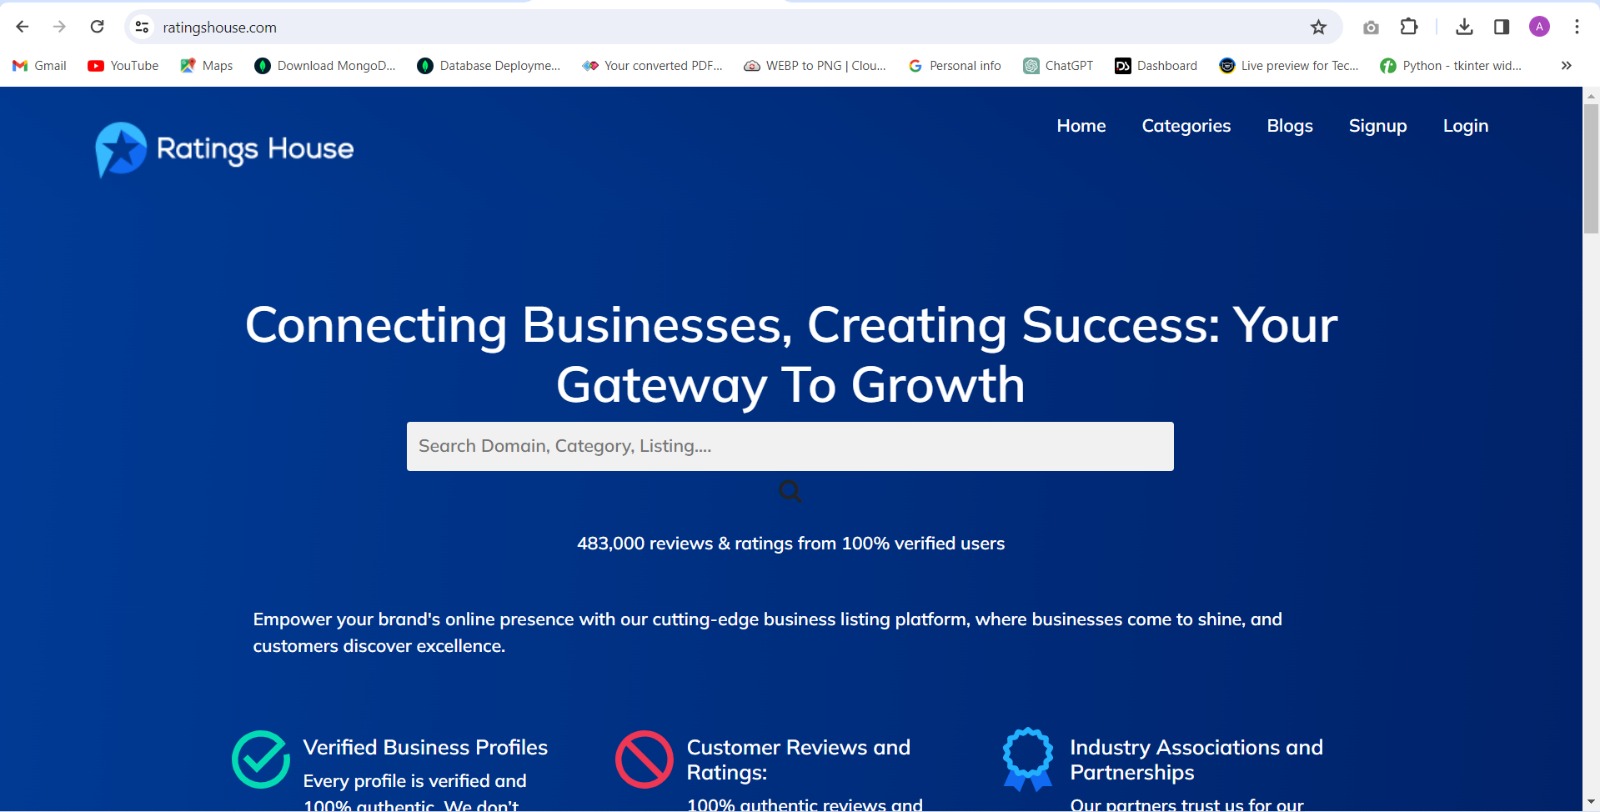 ratingshouse.com
A
Gmail
YouTube
Maps
Download MongoD...
Database Deployme...
Your converted PDF...
WEBP to PNG | Clou...
Personal info
ChatGPT
DS
Dashboard
Live preview for Tec...
Python - tkinter wid...
»
Ratings House
Home
Categories
Blogs
Signup
Login
Connecting Businesses, Creating Success: Your
Gateway To Growth
Search Domain, Category, Listing....
483,000 reviews & ratings from 100% verified users
Empower your brand's online presence with our cutting-edge business listing platform, where businesses come to shine, and
customers discover excellence.
Verified Business Profiles
Every profile is verified and
100% authentic. We don't
Customer Reviews and
Ratings:
100% authentic reviews and
Industry Associations and
Partnerships
Our partners trust us for our